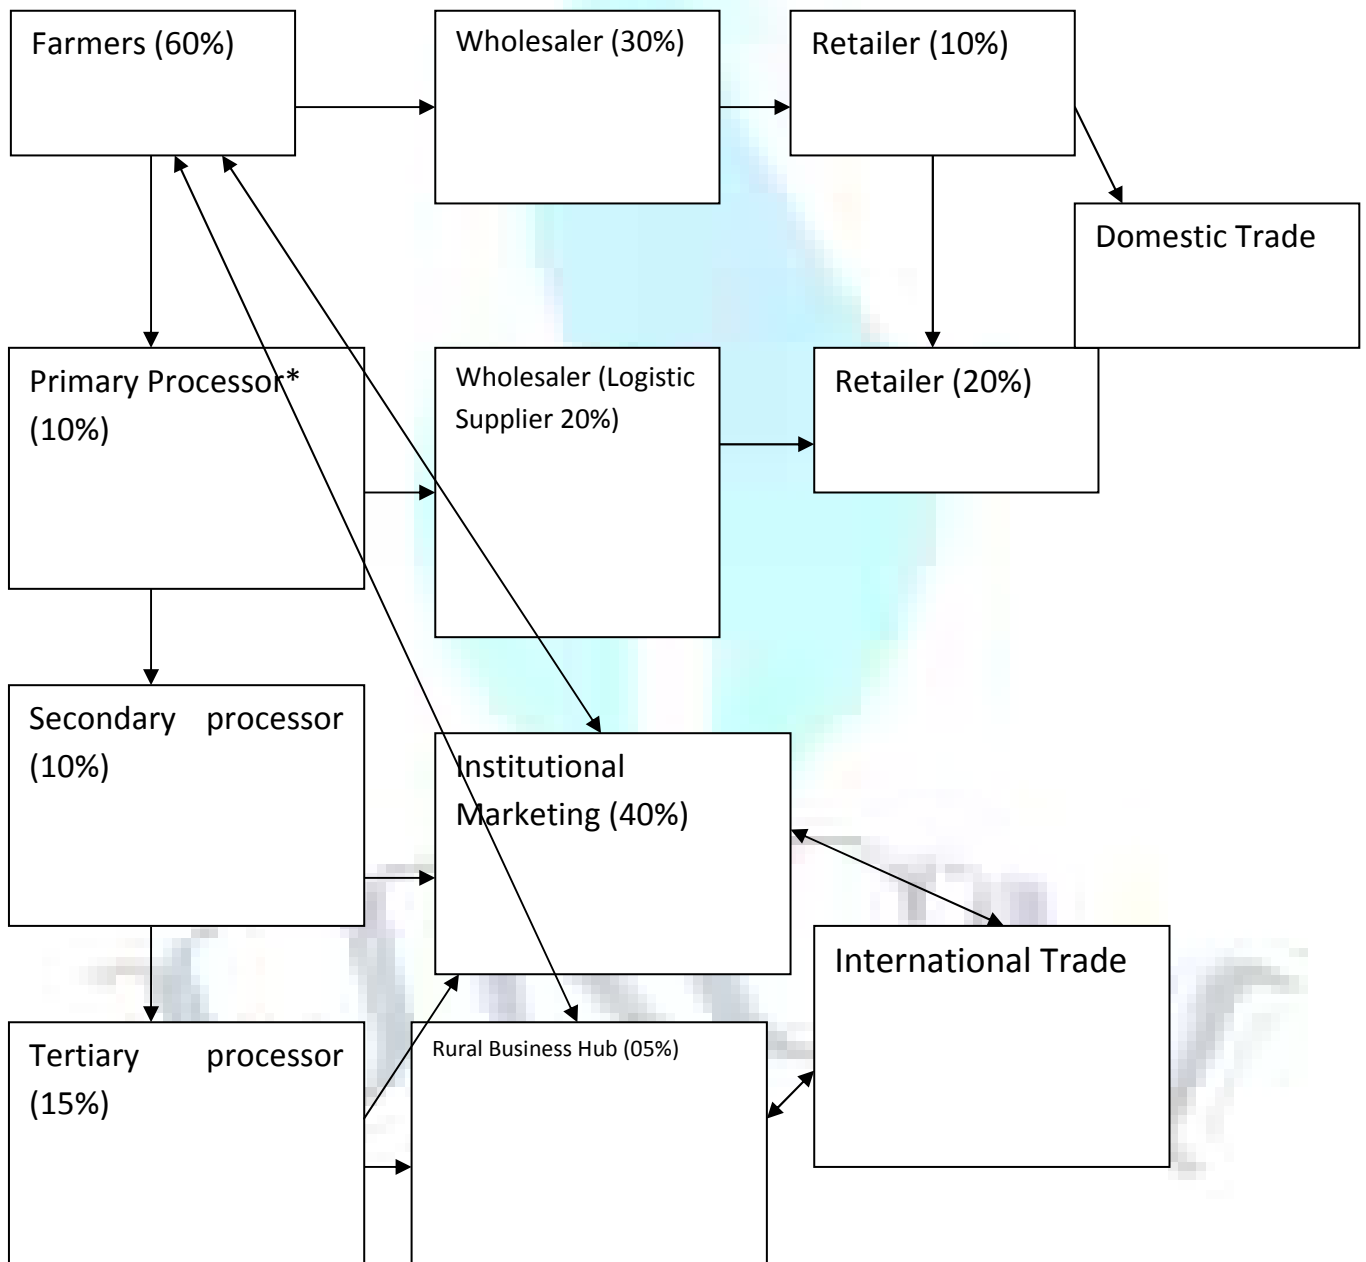 Farmers (60%)
Wholesaler (30%)
Retailer (10%)
Domestic Trade
Primary Processor*
(10%)
Wholesaler (Logistic
Supplier 20%)
Retailer (20%)
Secondary processor
(10%)
Institutional
Marketing (40%)
International Trade
Tertiary processor
(15%)
Rural Business Hub (05%)